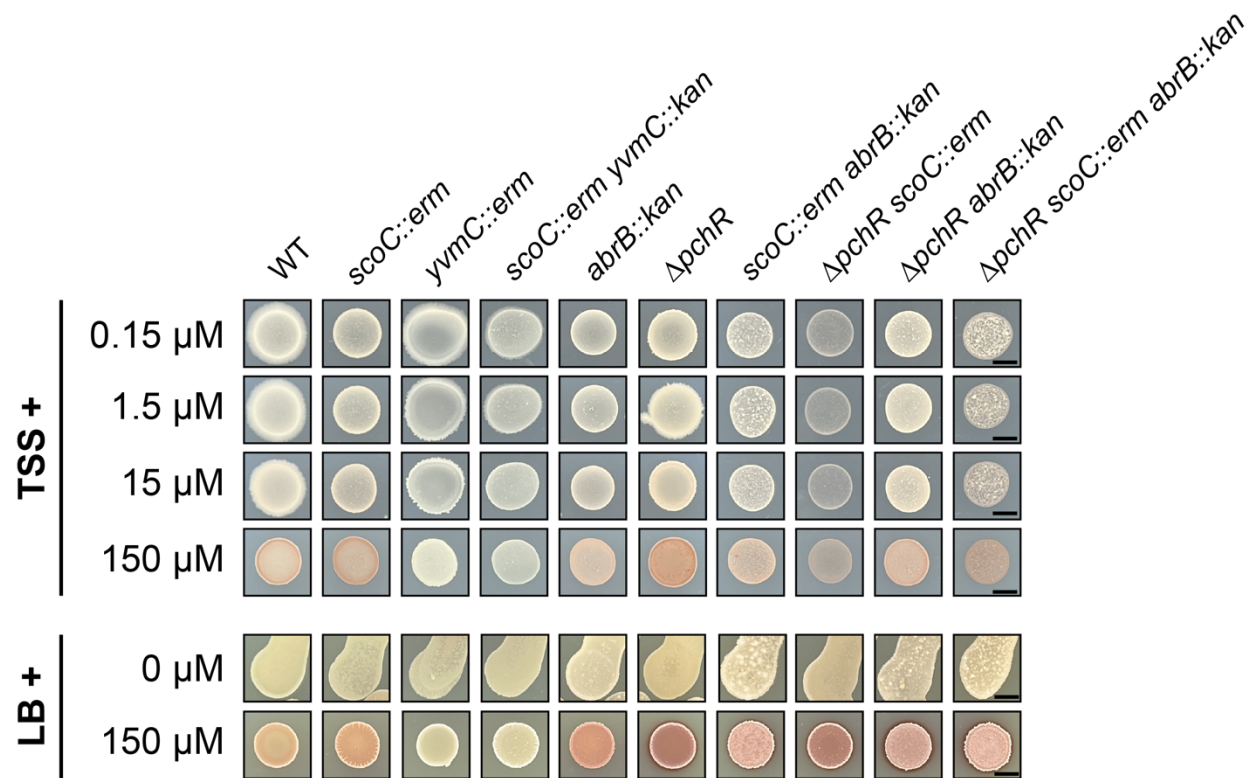 WT
scoC::erm
yvmC::erm
scoC::erm yvmC::kan
abrB::kan
ΔpchR
scoC::erm abrB::kan
ΔpchR scoC::erm
ΔpchR abrB::kan
ΔpchR scoC::erm abrB::kan
TSS +
0.15 µM
1.5 µM
15 µM
150 µM
LB +
0 µM
150 µM